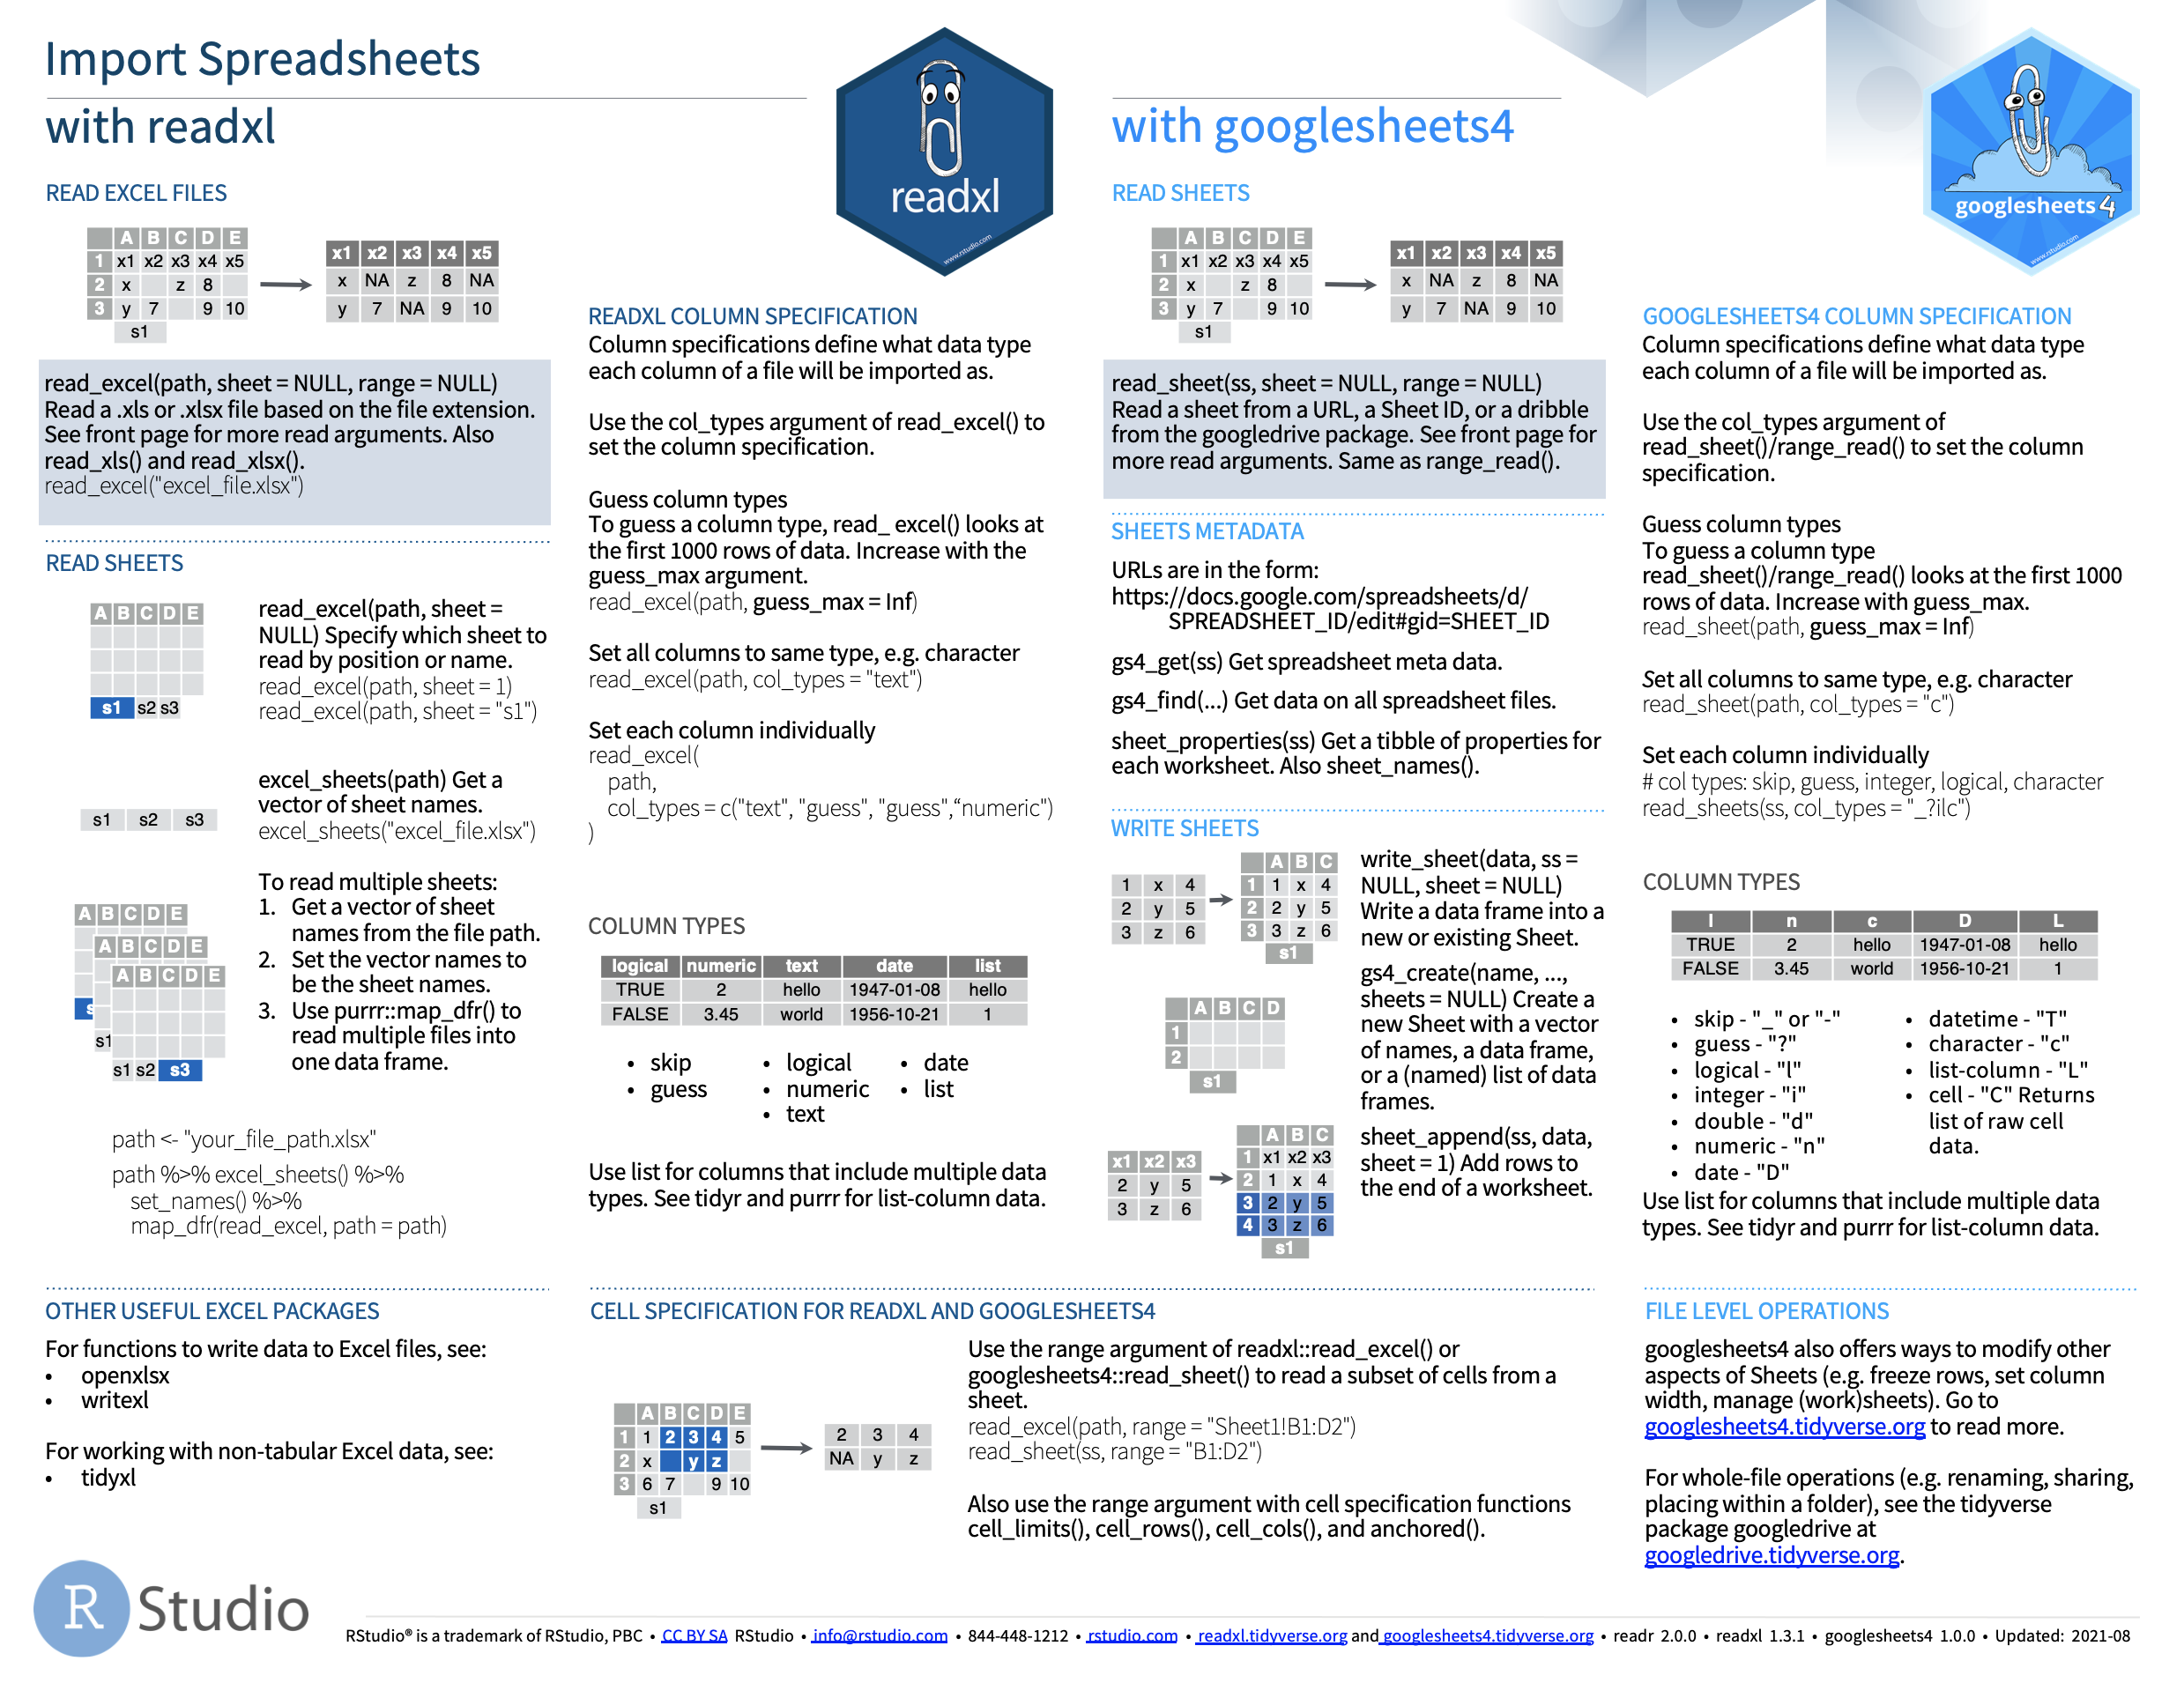 Import Spreadsheets
with readxl
READ EXCEL FILES
A B C D E
1 x1 x2 x3 x4 x5
2 x z 8
3 y 7 9 10
s1
x1 x2 x3 x4 x5
x NA z 8 NA
y 7 NA 9 10
read_excel(path, sheet = NULL, range = NULL)
Read a .xls or .xlsx file based on the file extension.
See front page for more read arguments. Also
read_xls() and read_xlsx().
read_excel("excel_file.xlsx")
READ SHEETS
A B C D E
s1 s2 s3
read_excel(path, sheet =
NULL) Specify which sheet to
read by position or name.
read_excel(path, sheet = 1)
read_excel(path, sheet = "s1")
s1 s2 s3
excel_sheets(path) Get a
vector of sheet names.
excel_sheets("excel_file.xlsx")
A B C D E
A B C D E
A B C D E
s
s1
s1 s2 s3
To read multiple sheets:
1. Get a vector of sheet
names from the file path.
2. Set the vector names to
be the sheet names.
3. Use purrr::map_dfr() to
read multiple files into
one data frame.
path <- "your_file_path.xlsx"
path %>% excel_sheets() %>%
set_names() %>%
map_dfr(read_excel, path = path)
OTHER USEFUL EXCEL PACKAGES
For functions to write data to Excel files, see:
• openxlsx
• writexl
For working with non-tabular Excel data, see:
• tidyxl
readxl
www.rstudio.com
READXL COLUMN SPECIFICATION
Column specifications define what data type
each column of a file will be imported as.
Use the col_types argument of read_excel() to
set the column specification.
Guess column types
To guess a column type, read_ excel() looks at
the first 1000 rows of data. Increase with the
guess_max argument.
read_excel(path, guess_max = Inf)
Set all columns to same type, e.g. character
read_excel(path, col_types = "text")
Set each column individually
read_excel(
path,
col_types = c("text", "guess", "guess",“numeric")
)
COLUMN TYPES
logical numeric text date list
TRUE 2 hello 1947-01-08 hello
FALSE 3.45 world 1956-10-21 1
• skip • logical • date
• guess • numeric • list
• text
Use list for columns that include multiple data
types. See tidyr and purrr for list-column data.
CELL SPECIFICATION FOR READXL AND GOOGLESHEETS4
A B C D E
1 1 2 3 4 5
2 x y z
3 6 7 9 10
s1
2 3 4
NA y z
Use the range argument of readxl::read_excel() or
googlesheets4::read_sheet() to read a subset of cells from a
sheet.
read_excel(path, range = "Sheet1!B1:D2")
read_sheet(ss, range = "B1:D2")
Also use the range argument with cell specification functions
cell_limits(), cell_rows(), cell_cols(), and anchored().
with googlesheets4
READ SHEETS
A B C D E
1 x1 x2 x3 x4 x5
2 x z 8
3 y 7 9 10
s1
x1 x2 x3 x4 x5
x NA z 8 NA
y 7 NA 9 10
read_sheet(ss, sheet = NULL, range = NULL)
Read a sheet from a URL, a Sheet ID, or a dribble
from the googledrive package. See front page for
more read arguments. Same as range_read().
SHEETS METADATA
URLs are in the form:
https://docs.google.com/spreadsheets/d/
SPREADSHEET_ID/edit#gid=SHEET_ID
gs4_get(ss) Get spreadsheet meta data.
gs4_find(...) Get data on all spreadsheet files.
sheet_properties(ss) Get a tibble of properties for
each worksheet. Also sheet_names().
WRITE SHEETS
1 x 4
2 y 5
3 z 6
A B C
1 1 x 4
2 2 y 5
3 3 z 6
s1
write_sheet(data, ss =
NULL, sheet = NULL)
Write a data frame into a
new or existing Sheet.
A B C D
1
2
s1
gs4_create(name, ...,
sheets = NULL) Create a
new Sheet with a vector
of names, a data frame,
or a (named) list of data
frames.
x1 x2 x3
2 y 5
3 z 6
A B C
1 x1 x2 x3
2 1 x 4
3 2 y 5
4 3 z 6
s1
sheet_append(ss, data,
sheet = 1) Add rows to
the end of a worksheet.
googlesheets4
www.rstudio.com
GOOGLESHEETS4 COLUMN SPECIFICATION
Column specifications define what data type
each column of a file will be imported as.
Use the col_types argument of
read_sheet()/range_read() to set the column
specification.
Guess column types
To guess a column type
read_sheet()/range_read() looks at the first 1000
rows of data. Increase with guess_max.
read_sheet(path, guess_max = Inf)
Set all columns to same type, e.g. character
read_sheet(path, col_types = "c")
Set each column individually
# col types: skip, guess, integer, logical, character
read_sheets(ss, col_types = "_?ilc")
COLUMN TYPES
l n c D L
TRUE 2 hello 1947-01-08 hello
FALSE 3.45 world 1956-10-21 1
• skip - "_" or "-"
• guess - "?"
• logical - "l"
• integer - "i"
• double - "d"
• numeric - "n"
• date - "D"
• datetime - "T"
• character - "c"
• list-column - "L"
• cell - "C" Returns
list of raw cell
data.
Use list for columns that include multiple data
types. See tidyr and purrr for list-column data.
FILE LEVEL OPERATIONS
googlesheets4 also offers ways to modify other
aspects of Sheets (e.g. freeze rows, set column
width, manage (work)sheets). Go to
googlesheets4.tidyverse.org to read more.
For whole-file operations (e.g. renaming, sharing,
placing within a folder), see the tidyverse
package googledrive at
googledrive.tidyverse.org.
R Studio
RStudio® is a trademark of RStudio, PBC • CC BY SA RStudio • info@rstudio.com • 844-448-1212 • rstudio.com • readxl.tidyverse.org and googlesheets4.tidyverse.org • readr 2.0.0 • readxl 1.3.1 • googlesheets4 1.0.0 • Updated: 2021-08